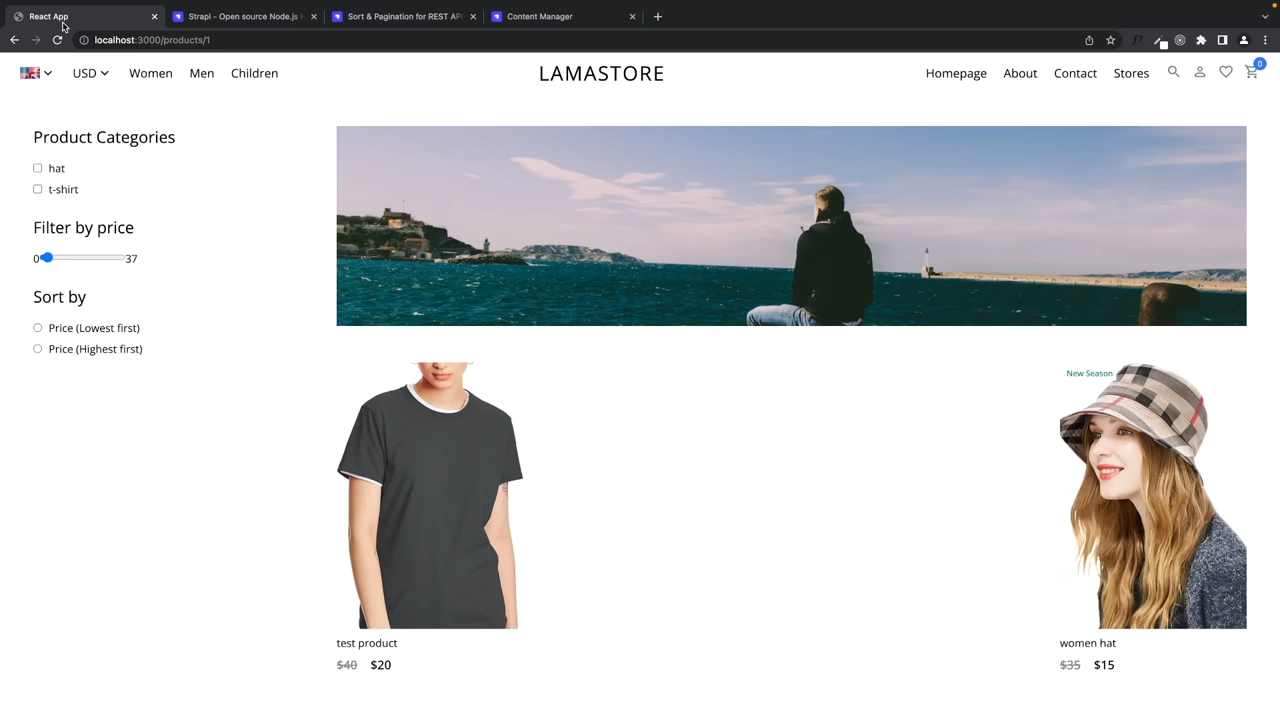 React App
Strapi - Open source Node.js H
Sort & Pagination for REST AP
Content Manager
localhost:3000/products/1
USD
Women
Men
Children
LAMASTORE
Homepage
About
Contact
Stores
0
Product Categories
hat
t-shirt
Filter by price
0
37
Sort by
Price (Lowest first)
Price (Highest first)
New Season
test product
$40 $20
women hat
$35 $15